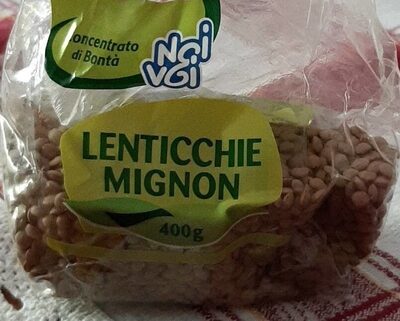 Concentrato
di Bontà
Noi
Voi
LENTICCHIE
MIGNON
400g